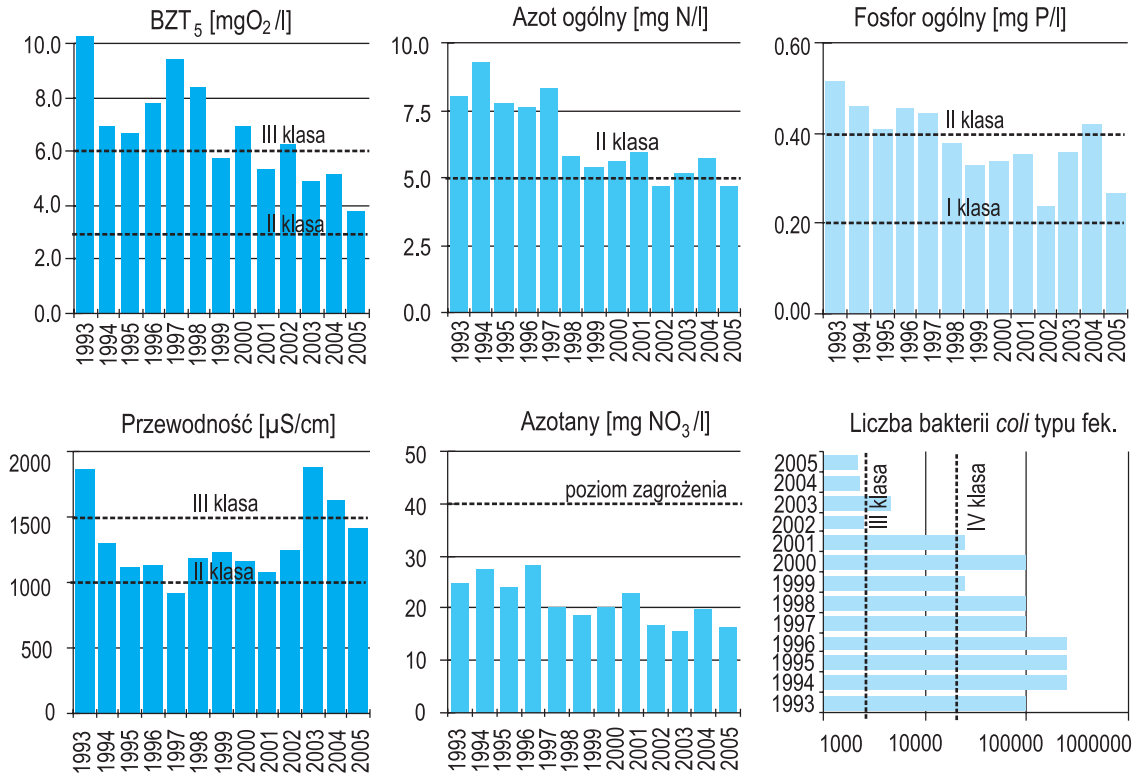 BZT5 [mgO2/l]
10.0
8.0
6.0
4.0
2.0
0.0
III klasa
II klasa
1993 1994 1995 1996 1997 1998 1999 2000 2001 2002 2003 2004 2005
Azot ogólny [mg N/l]
10.0
7.5
5.0
2.5
0.0
II klasa
1993 1994 1995 1996 1997 1998 1999 2000 2001 2002 2003 2004 2005
Fosfor ogólny [mg P/l]
0.60
0.40
0.20
0.00
II klasa
I klasa
1993 1994 1995 1996 1997 1998 1999 2000 2001 2002 2003 2004 2005
Przewodność [µS/cm]
2000
1500
1000
500
0
III klasa
II klasa
1993 1994 1995 1996 1997 1998 1999 2000 2001 2002 2003 2004 2005
Azotany [mg NO3/l]
50
40
30
20
10
0
poziom zagrożenia
1993 1994 1995 1996 1997 1998 1999 2000 2001 2002 2003 2004 2005
Liczba bakterii coli typu fek.
2005
2004
2003
2002
2001
2000
1999
1998
1997
1996
1995
1994
1993
III klasa
IV klasa
1000 10000 100000 1000000